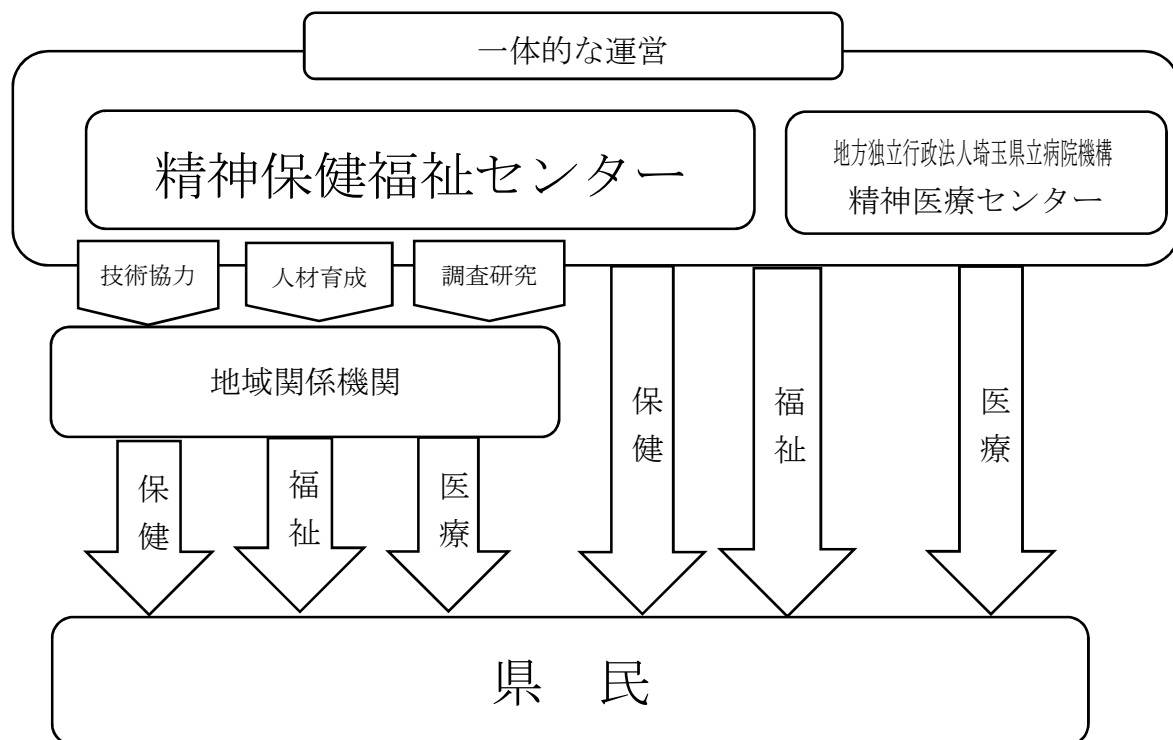 一体的な運営
精神保健福祉センター
地方独立行政法人埼玉県立病院機構
精神医療センター
技術協力
人材育成
調査研究
地域関係機関
保健
福祉
医療
保健
福祉
医療
県　民